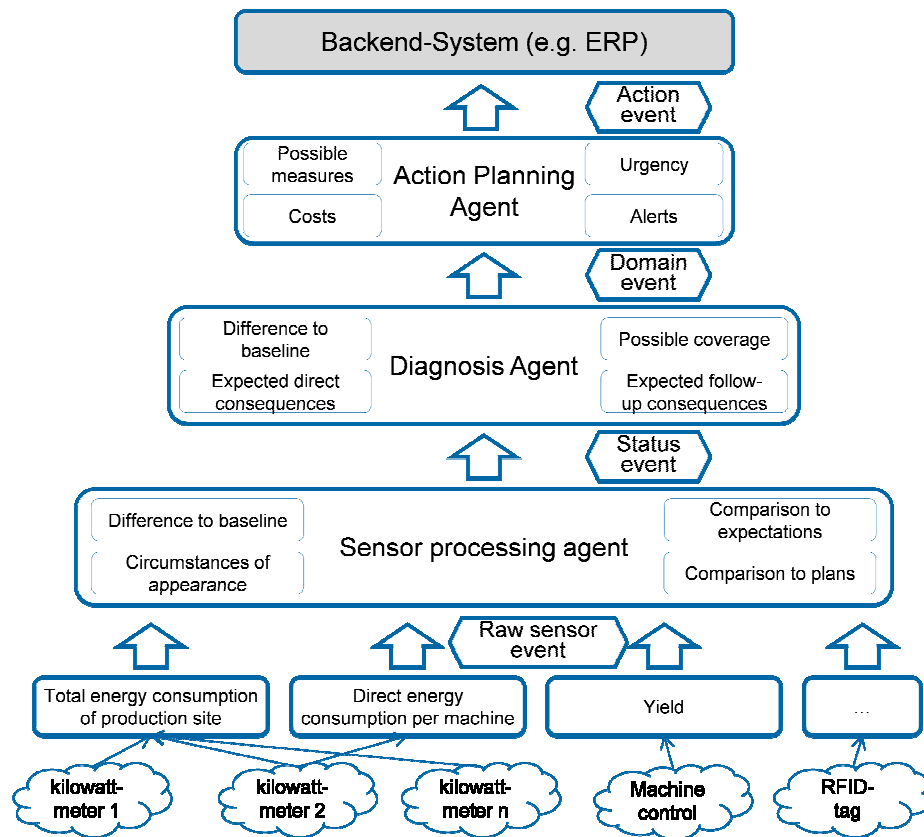 Backend-System (e.g. ERP)
Action
event
Possible
measures
Costs
Action Planning
Agent
Urgency
Alerts
Domain
event
Difference to
baseline
Expected direct
consequences
Diagnosis Agent
Possible coverage
Expected follow-
up consequences
Status
event
Difference to baseline
Circumstances of
appearance
Sensor processing agent
Comparison to
expectations
Comparison to plans
Raw sensor
event
Total energy consumption
of production site
Direct energy
consumption per machine
Yield
...
kilowatt-
meter 1
kilowatt-
meter 2
kilowatt-
meter n
Machine
control
RFID-
tag